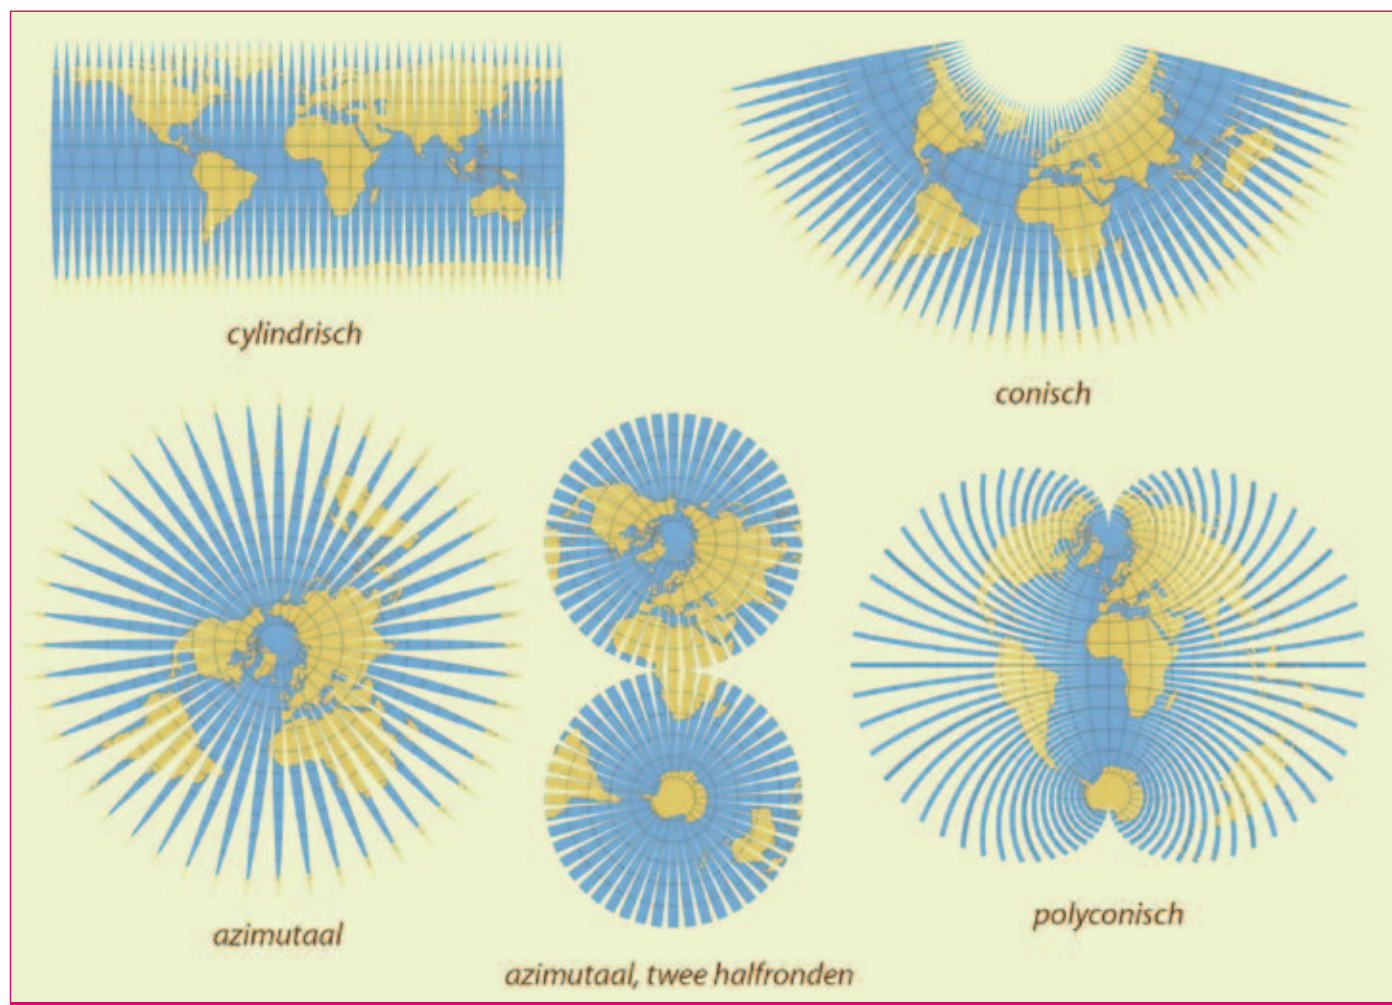 cylindrisch
conisch
azimutaal
azimutaal, twee halfronden
polyconisch